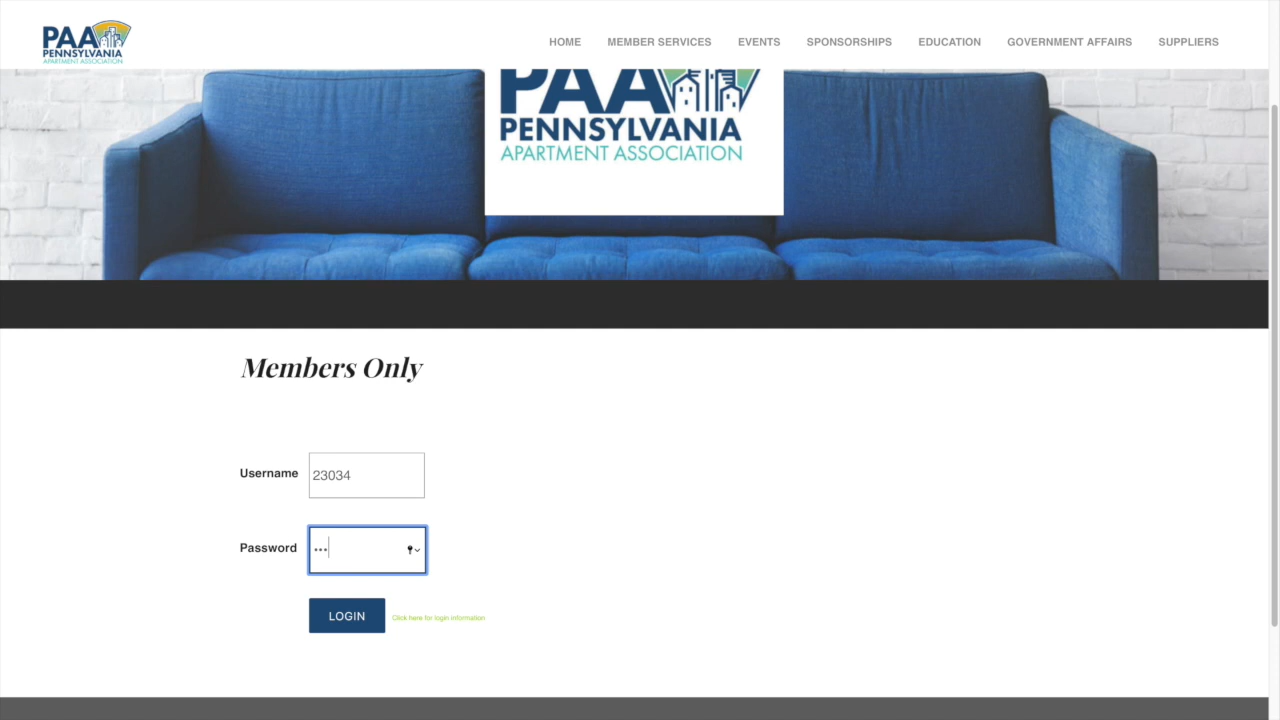 PAA
PENNSYLVANIA
APARTMENT ASSOCIATION
HOME MEMBER SERVICES EVENTS SPONSORSHIPS EDUCATION GOVERNMENT AFFAIRS SUPPLIERS
PAA
PENNSYLVANIA
APARTMENT ASSOCIATION
Members Only
Username 23034
Password •••
LOGIN Click here for login information